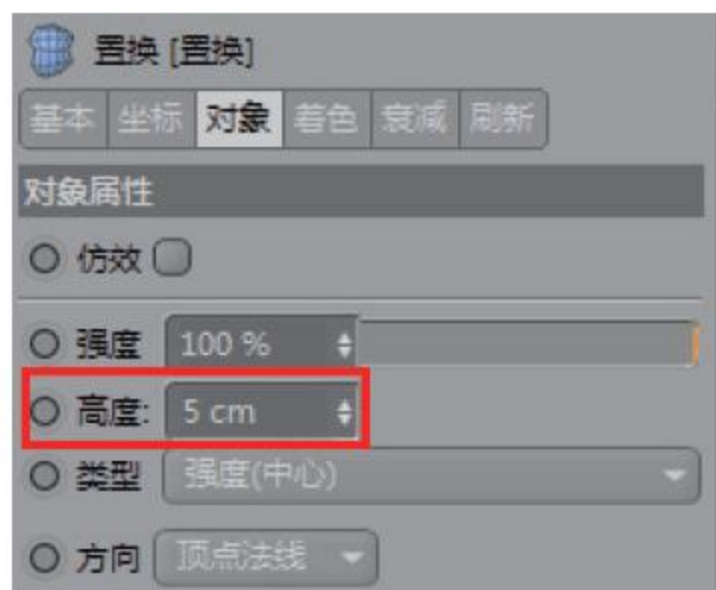 置换 [置换]
基本 坐标 对象 着色 衰减 刷新
对象属性
仿效
强度 100 %
高度: 5 cm
类型 强度(中心)
方向 顶点法线